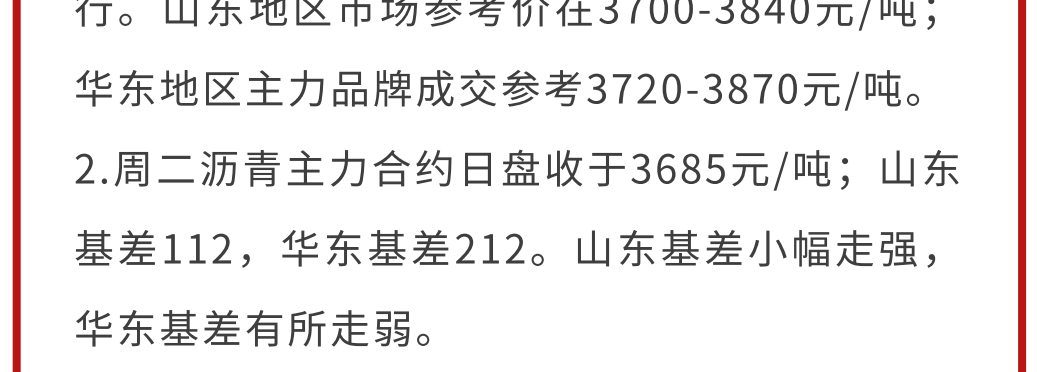 行。山东地区市场参考价在3700-3840元/吨；
华东地区主力品牌成交参考3720-3870元/吨。
2.周二沥青主力合约日盘收于3685元/吨；山东
基差112，华东基差212。山东基差小幅走强，
华东基差有所走弱。